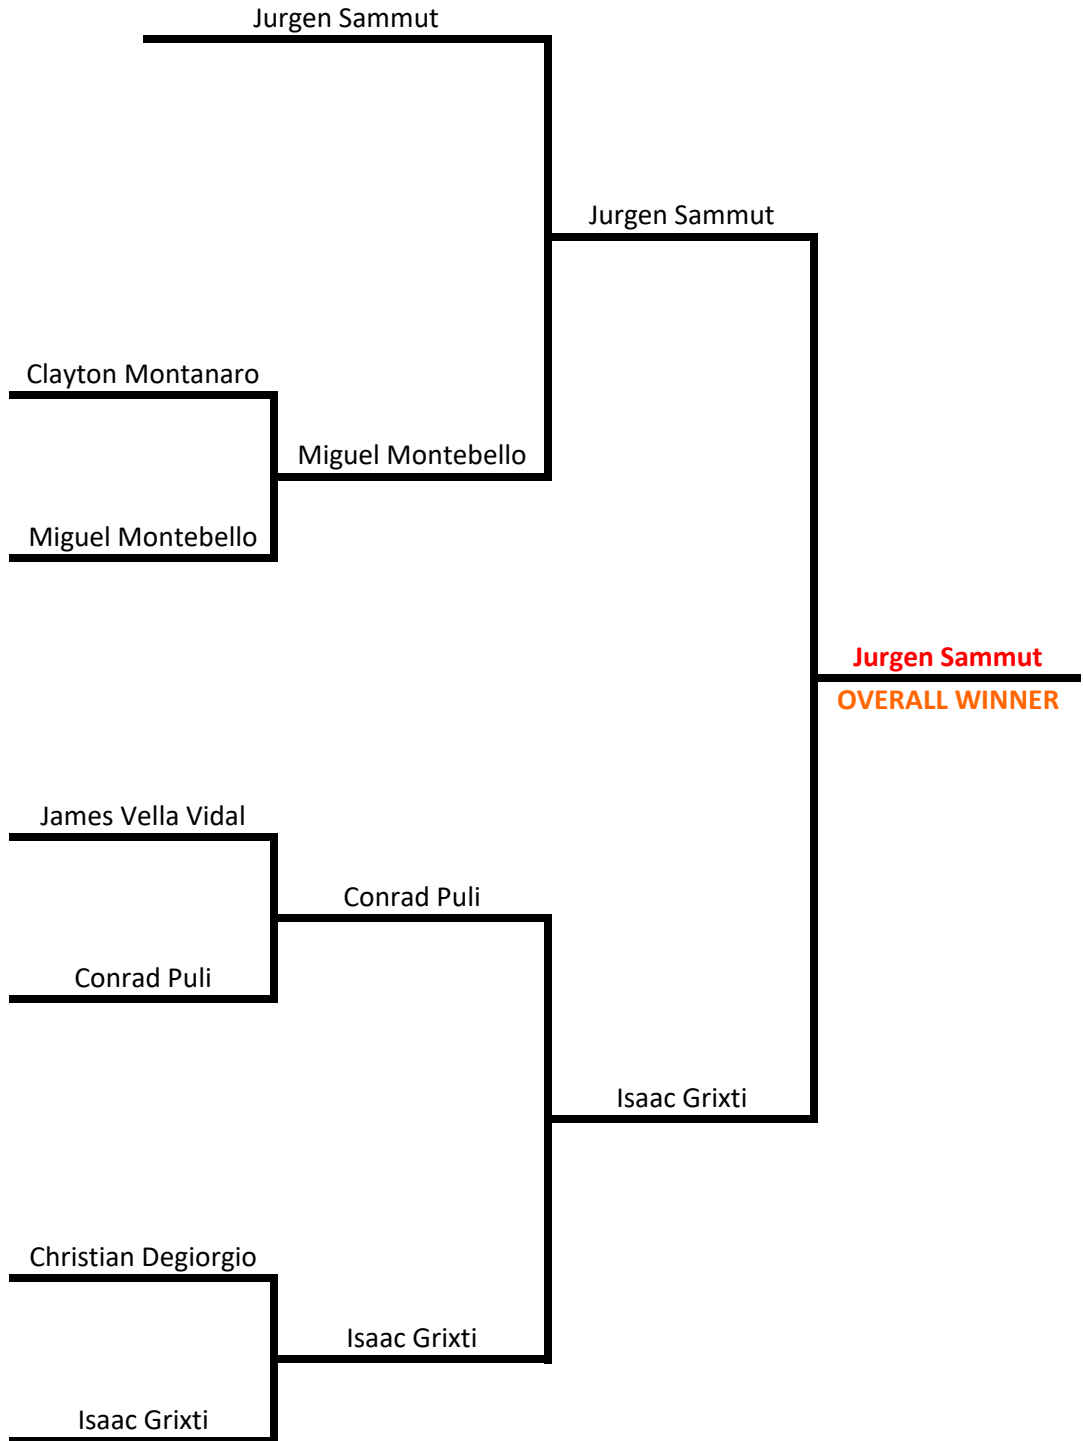 Jurgen Sammut
Jurgen Sammut
Clayton Montanaro
Miguel Montebello
Miguel Montebello
Jurgen Sammut
OVERALL WINNER
James Vella Vidal
Conrad Puli
Conrad Puli
Isaac Grixti
Christian Degiorgio
Isaac Grixti
Isaac Grixti